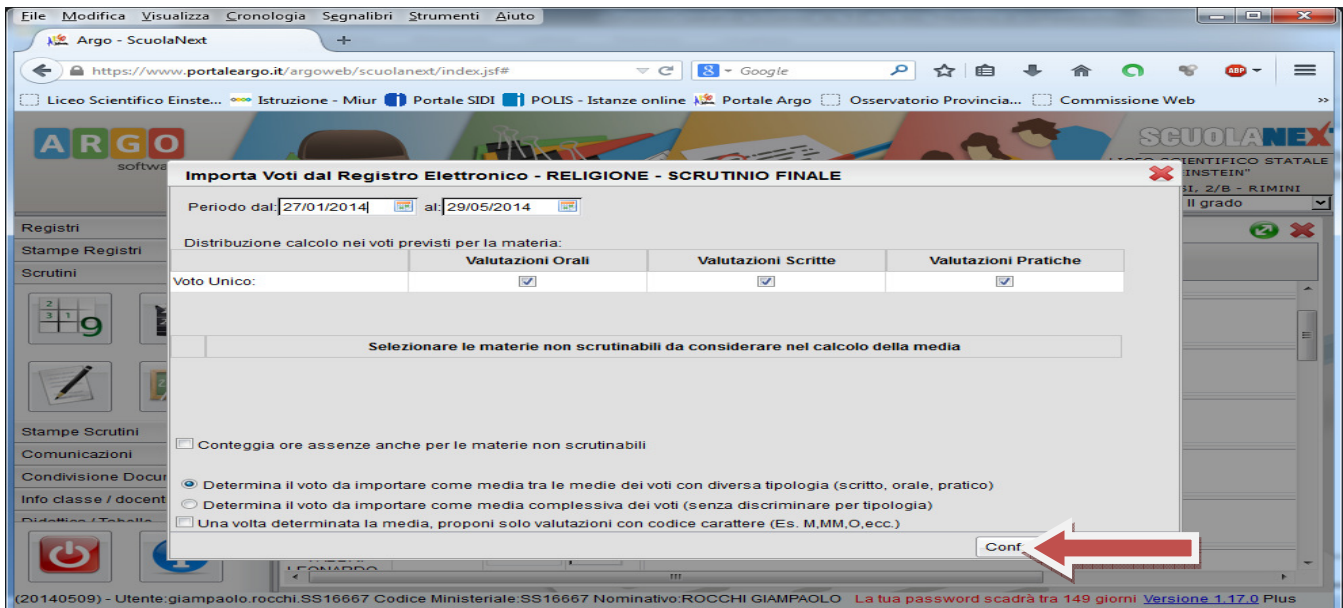 File Modifica Visualizza Cronologia Segnalibri Strumenti Aiuto
Argo - ScuolaNext
https://www.portaleargo.it/argoweb/scuolanext/index.jsf#
Google
ABP
Liceo Scientifico Einste... Istruzione - Miur Portale SIDI POLIS - Istanze online Portale Argo Osservatorio Provincia... Commissione Web
ARGO
SCUOLANEX
Importa Voti dal Registro Elettronico - RELIGIONE - SCRUTINIO FINALE
EINSTEIN"
2/B - RIMINI
II grado
Periodo dal: 27/01/2014 al: 29/05/2014
Registri
Stampe Registri
Scrutini
Distribuzione calcolo nei voti previsti per la materia:
Valutazioni Orali Valutazioni Scritte Valutazioni Pratiche
Voto Unico:
Selezionare le materie non scrutinabili da considerare nel calcolo della media
Stampe Scrutini
Comunicazioni
Condivisione Docu
Info classe / docent
Conteggia ore assenze anche per le materie non scrutinabili
Determina il voto da importare come media tra le medie dei voti con diversa tipologia (scritto, orale, pratico)
Determina il voto da importare come media complessiva dei voti (senza discriminare per tipologia)
Una volta determinata la media, proponi solo valutazioni con codice carattere (Es. M,MM,O,ecc.)
Conf
(20140509) - Utente:giampaolo.rocchi.SS16667 Codice Ministeriale:SS16667 Nominativo:ROCCHI GIAMPAOLO La tua password scadrà tra 149 giorni Versione 1.17.0 Plus